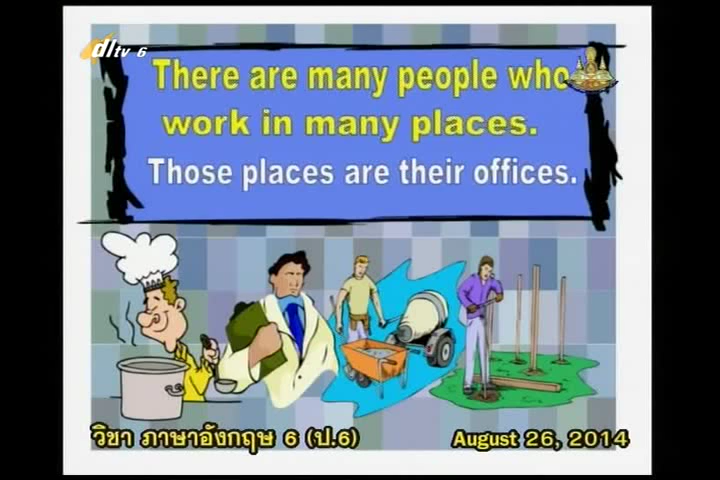 dltv 6
There are many people who
work in many places.
Those places are their offices.
วิชา ภาษาอังกฤษ 6 (ป.6)
August 26, 2014